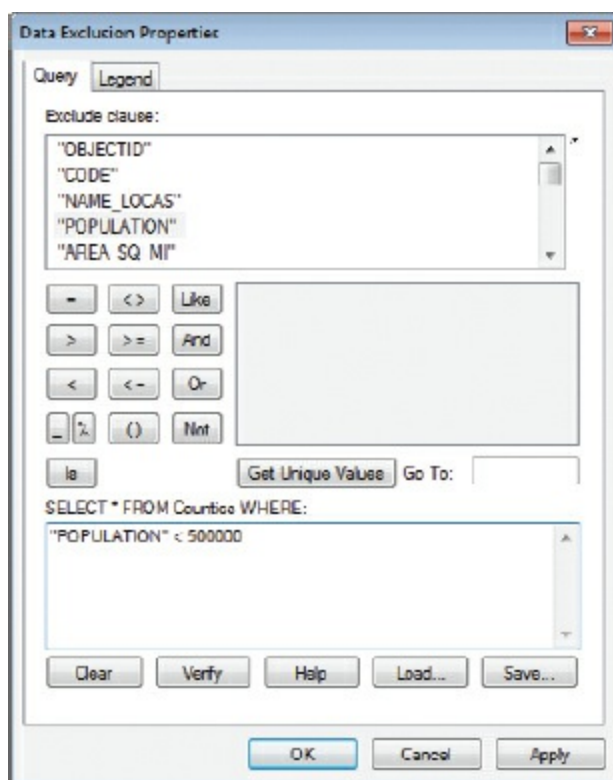 Data Exclusion Properties
Query Legend
Exclude clause:
"OBJECTID"
"CODE"
"NAME_LOCAS"
"POPULATION"
"AREA SQ MI"
= < > Like
> > = And
< < = Or
_ % () Not
Is Get Unique Values Go To:
SELECT * FROM Counties WHERE:
"POPULATION" < 500000
Clear Verify Help Load... Save...
OK Cancel Apply